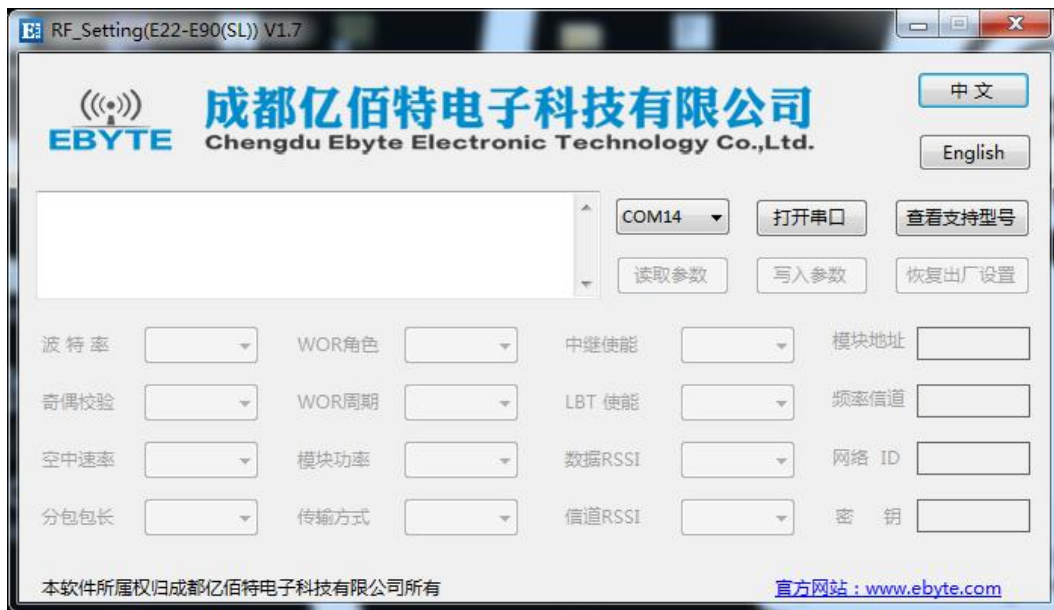 RF_Setting(E22-E90(SL)) V1.7
EBYTE
成都亿佰特电子科技有限公司
Chengdu Ebyte Electronic Technology Co.,Ltd.
中文
English
COM14
打开串口
查看支持型号
读取参数
写入参数
恢复出厂设置
波特率
WOR角色
中继使能
模块地址
奇偶校验
WOR周期
LBT 使能
频率信道
空中速率
模块功率
数据RSSI
网络 ID
分包包长
传输方式
信道RSSI
密 钥
本软件所属权归成都亿佰特电子科技有限公司所有
官方网站：www.ebyte.com